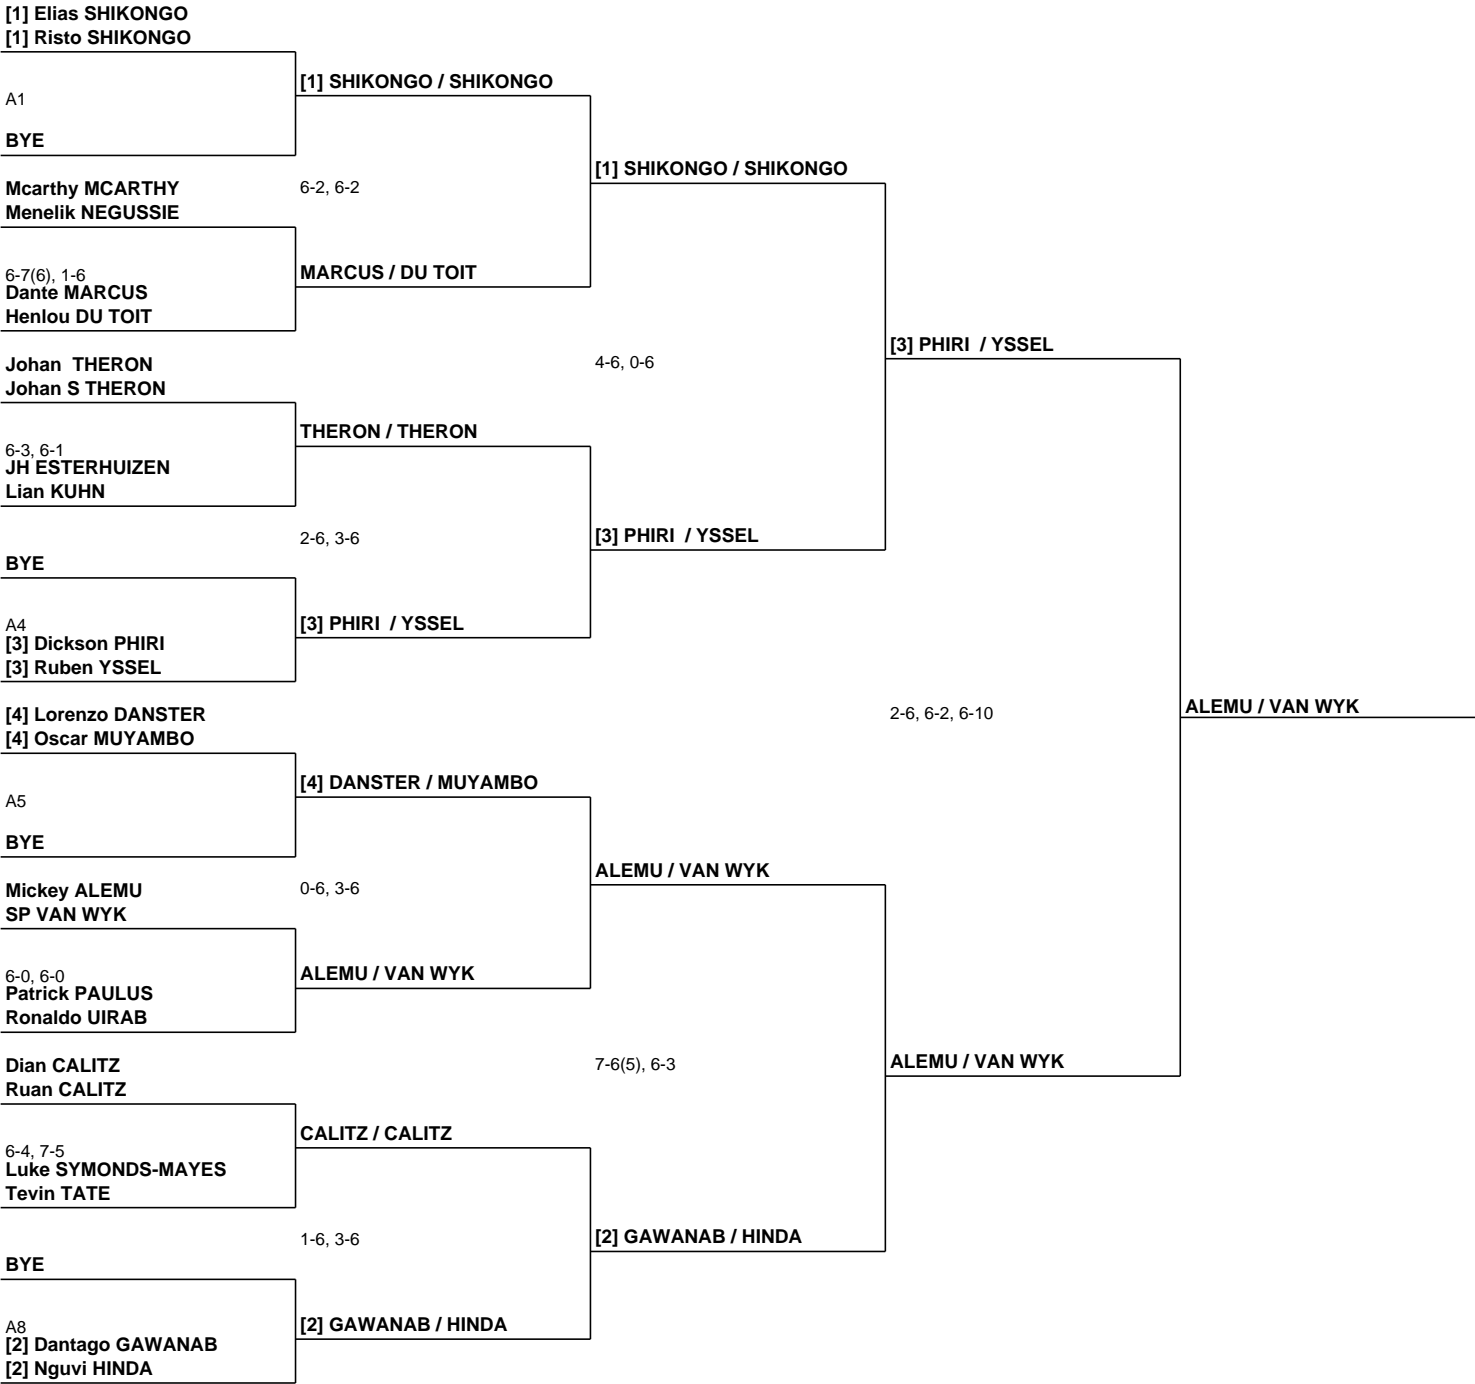 [1] Elias SHIKONGO
[1] Risto SHIKONGO
A1
BYE
Mcarthy MCARTHY
Menelik NEGUSSIE
6-7(6), 1-6
Dante MARCUS
Henlou DU TOIT
Johan  THERON
Johan S THERON
6-3, 6-1
JH ESTERHUIZEN
Lian KUHN
BYE
A4
[3] Dickson PHIRI
[3] Ruben YSSEL
[4] Lorenzo DANSTER
[4] Oscar MUYAMBO
A5
BYE
Mickey ALEMU
SP VAN WYK
6-0, 6-0
Patrick PAULUS
Ronaldo UIRAB
Dian CALITZ
Ruan CALITZ
6-4, 7-5
Luke SYMONDS-MAYES
Tevin TATE
BYE
A8
[2] Dantago GAWANAB
[2] Nguvi HINDA
[1] SHIKONGO / SHIKONGO
6-2, 6-2
MARCUS / DU TOIT
THERON / THERON
2-6, 3-6
[3] PHIRI  / YSSEL
[4] DANSTER / MUYAMBO
0-6, 3-6
ALEMU / VAN WYK
CALITZ / CALITZ
1-6, 3-6
[2] GAWANAB / HINDA
[1] SHIKONGO / SHIKONGO
4-6, 0-6
[3] PHIRI  / YSSEL
ALEMU / VAN WYK
7-6(5), 6-3
[2] GAWANAB / HINDA
[3] PHIRI  / YSSEL
2-6, 6-2, 6-10
ALEMU / VAN WYK
ALEMU / VAN WYK